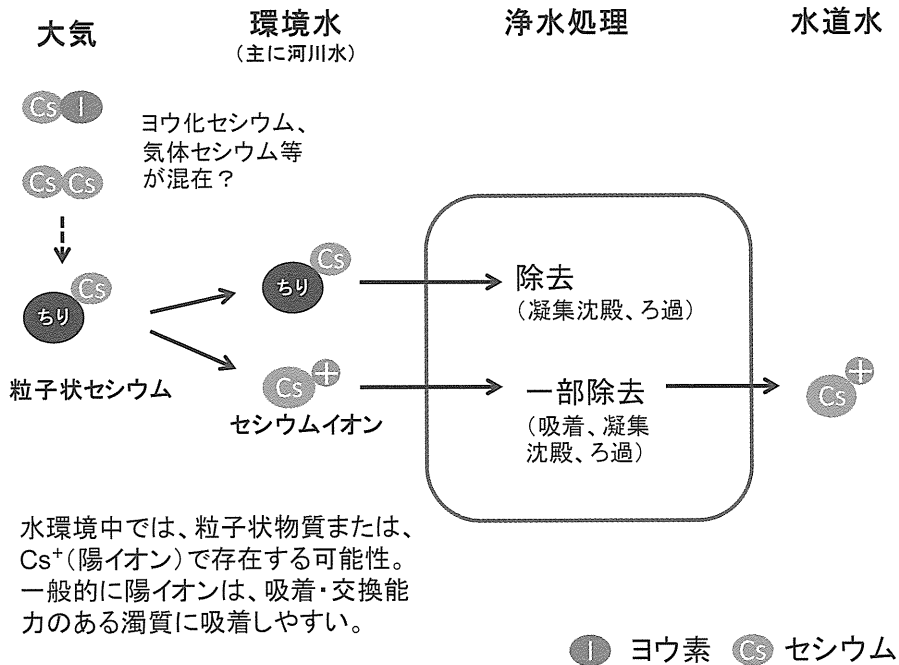 大気
環境水
(主に河川水)
浄水処理
水道水
Cs I
Cs Cs
ヨウ化セシウム、
気体セシウム等
が混在?
Cs
ちり
粒子状セシウム
Cs
ちり
Cs +
セシウムイオン
除去
(凝集沈殿、ろ過)
一部除去
(吸着、凝集
沈殿、ろ過)
Cs +
水環境中では、粒子状物質または、
Cs⁺(陽イオン)で存在する可能性。
一般的に陽イオンは、吸着・交換能
力のある濁質に吸着しやすい。
I ヨウ素 Cs セシウム